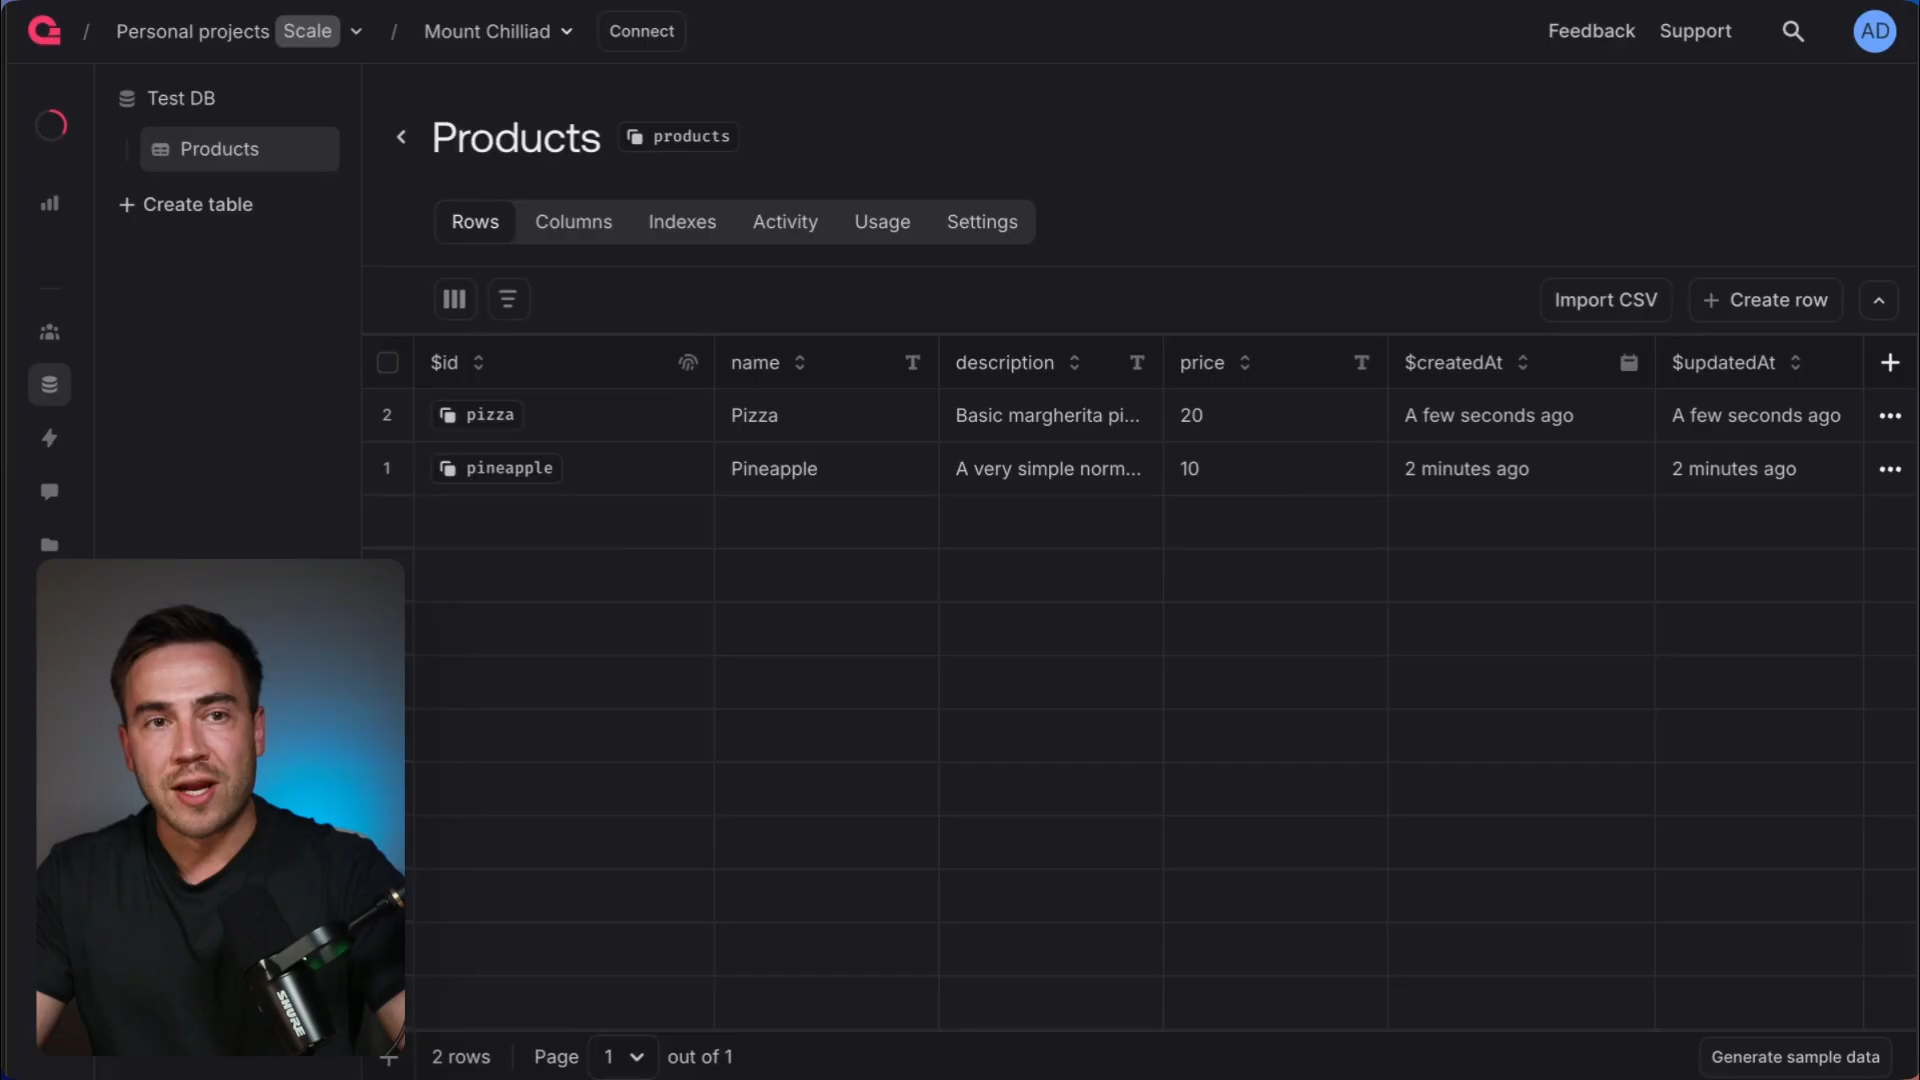 / Personal projects Scale / Mount Chilliad Connect Feedback Support AD
Test DB
Products
+ Create table
Products products
Rows Columns Indexes Activity Usage Settings
Import CSV + Create row
$id name description price $createdAt $updatedAt +
2 pizza Pizza Basic margherita pi... 20 A few seconds ago A few seconds ago
1 pineapple Pineapple A very simple norm... 10 2 minutes ago 2 minutes ago
SHURE
2 rows Page 1 out of 1 Generate sample data